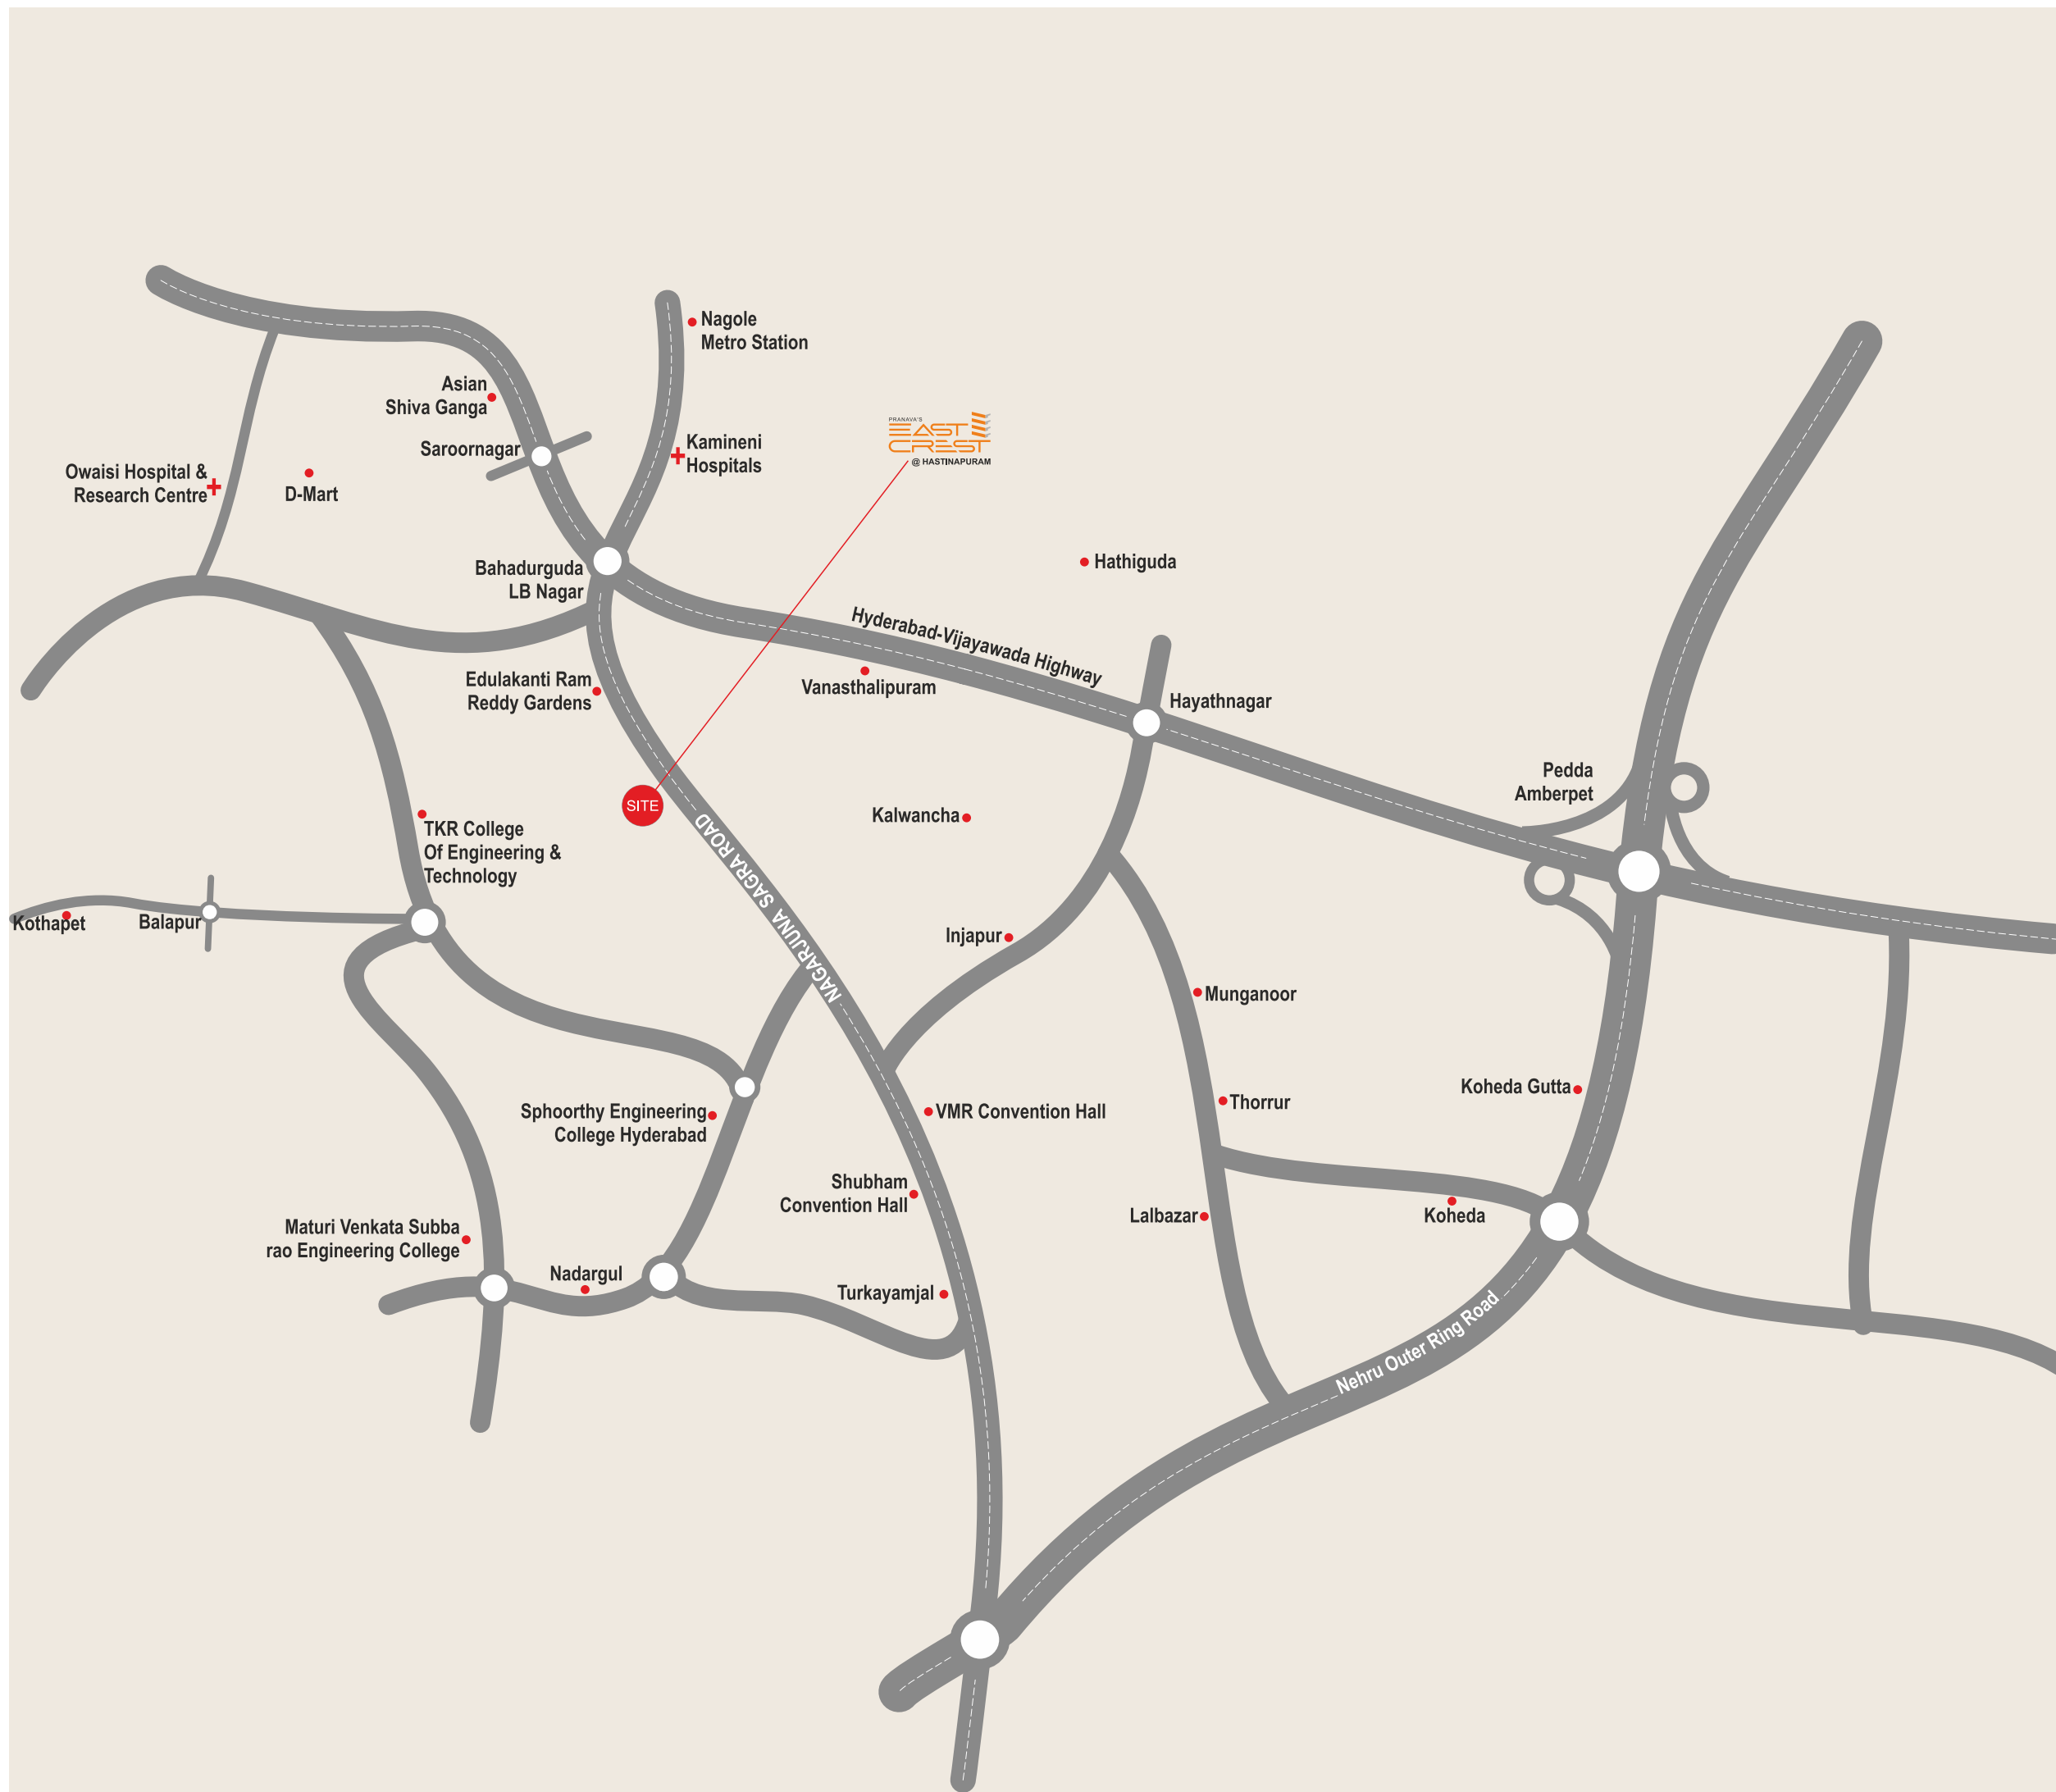 Nagole
Metro Station
Asian
Shiva Ganga
Saroornagar
Kamineni
Hospitals
PRANAVA'S
EAST
CREST
@ HASTINAPURAM
Owaisi Hospital &
Research Centre
D-Mart
Bahadurguda
LB Nagar
Hathiguda
Hyderabad-Vijayawada Highway
Edulakanti Ram
Reddy Gardens
Vanasthalipuram
Hayathnagar
Pedda
Amberpet
SITE
Kalwancha
TKR College
Of Engineering &
Technology
NAGARJUNA SAGRA ROAD
Kothapet
Balapur
Injapur
Munganoor
Koheda Gutta
Thorrur
Sphoorthy Engineering
College Hyderabad
VMR Convention Hall
Shubham
Convention Hall
Lalbazar
Koheda
Maturi Venkata Subba
rao Engineering College
Nadargul
Turkayamjal
Nehru Outer Ring Road